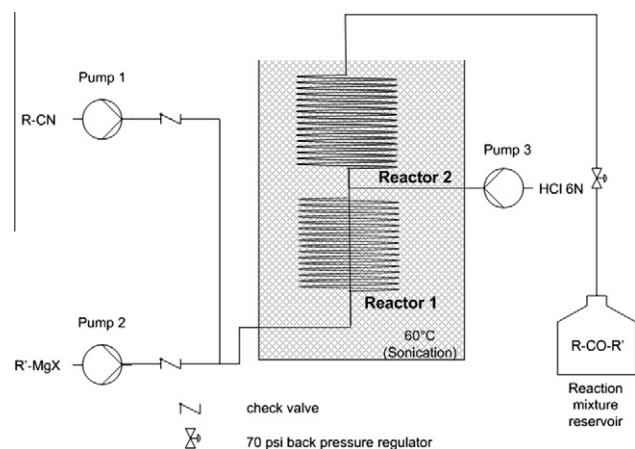 Pump 1
R-CN
Pump 3
Reactor 2
HCl 6N
Reactor 1
Pump 2
60°C
(Sonication)
R'-MgX
R-CO-R'
Reaction
mixture
reservoir
check valve
70 psi back pressure regulator